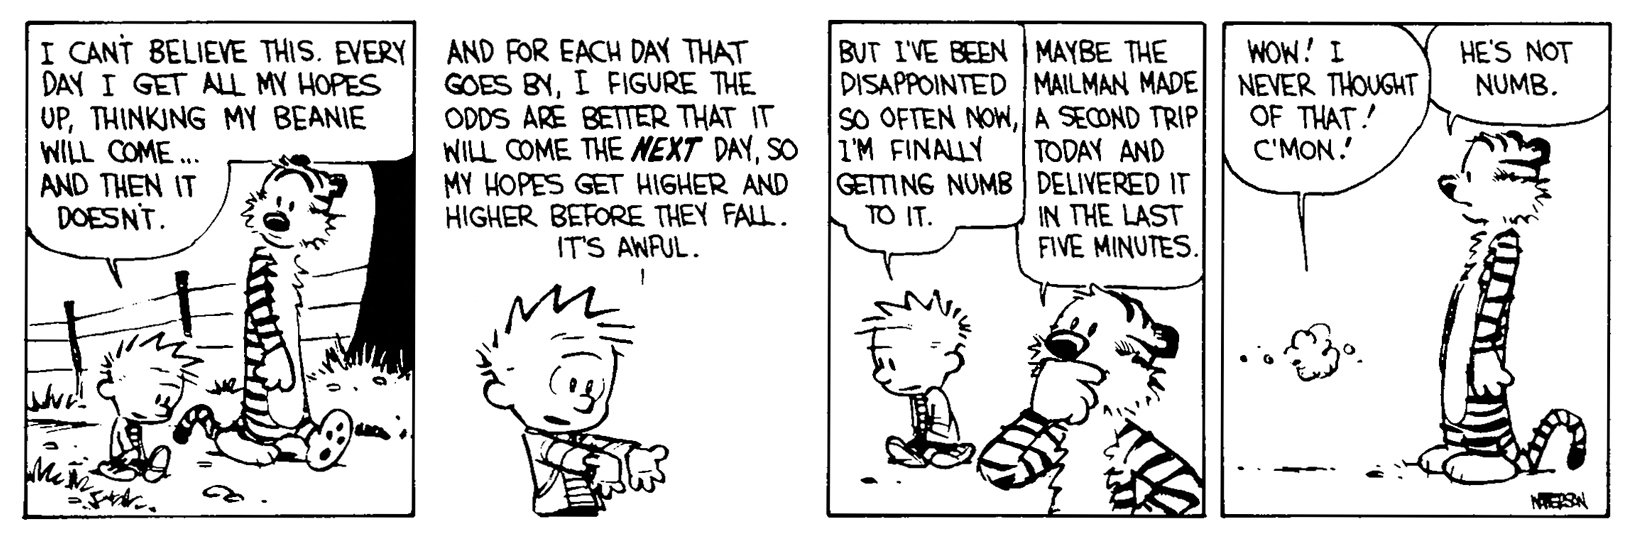 I CAN'T BELIEVE THIS. EVERY
DAY I GET ALL MY HOPES
UP, THINKING MY BEANIE
WILL COME...
AND THEN IT
DOESN'T.
AND FOR EACH DAY THAT
GOES BY, I FIGURE THE
ODDS ARE BETTER THAT IT
WILL COME THE NEXT DAY, SO
MY HOPES GET HIGHER AND
HIGHER BEFORE THEY FALL.
IT'S AWFUL.
BUT I'VE BEEN
DISAPPOINTED
SO OFTEN NOW,
I'M FINALLY
GETTING NUMB
TO IT.
MAYBE THE
MAILMAN MADE
A SECOND TRIP
TODAY AND
DELIVERED IT
IN THE LAST
FIVE MINUTES.
WOW! I
NEVER THOUGHT
OF THAT!
C'MON!
HE'S NOT
NUMB.
WATTERSON